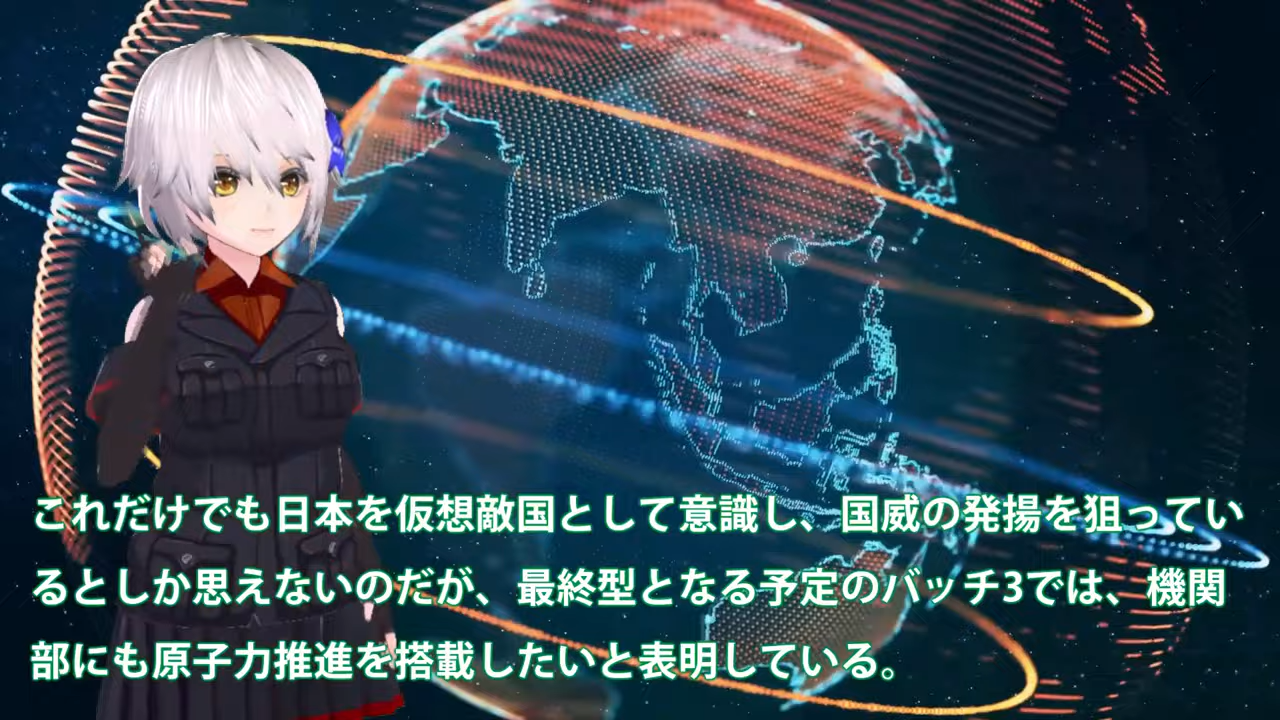 これだけでも日本を仮想敵国として意識し、国威の発揚を狙ってい
るとしか思えないのだが、最終型となる予定のバッチ3では、機関
部にも原子力推進を搭載したいと表明している。